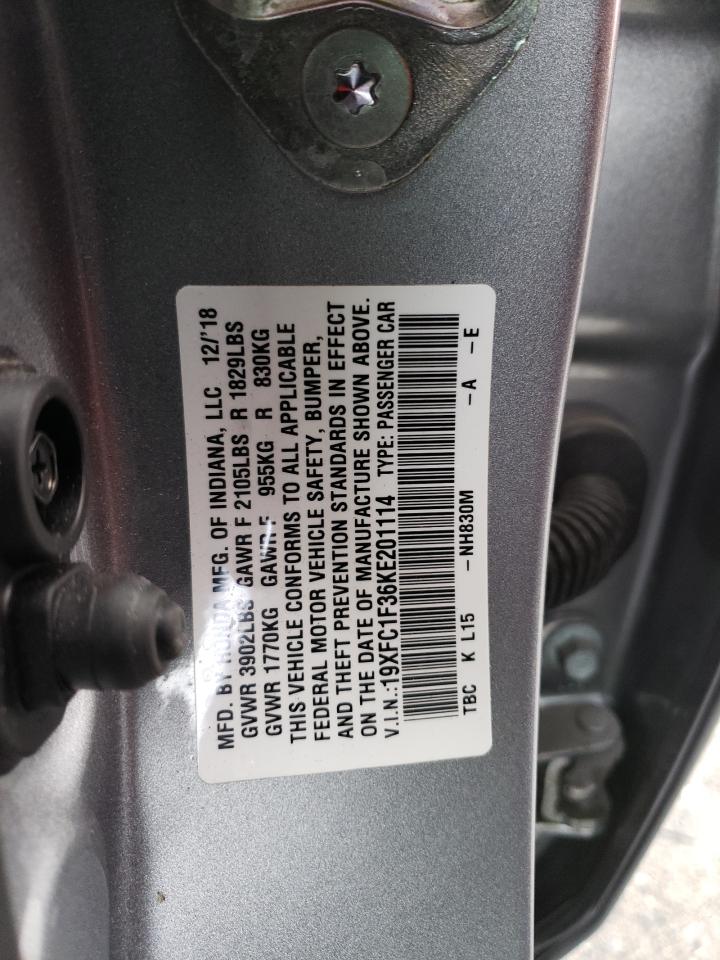 MFD. BY HONDA MFG. OF INDIANA, LLC 12/'18
GVWR 3902LBS GAWR F 2105LBS R 1829LBS
GVWR 1770KG GAWR F 955KG R 830KG
THIS VEHICLE CONFORMS TO ALL APPLICABLE
FEDERAL MOTOR VEHICLE SAFETY, BUMPER,
AND THEFT PREVENTION STANDARDS IN EFFECT
ON THE DATE OF MANUFACTURE SHOWN ABOVE.
V.I.N.:19XFC1F36KE201114 TYPE: PASSENGER CAR
TBC K L15 -NH830M -A -E